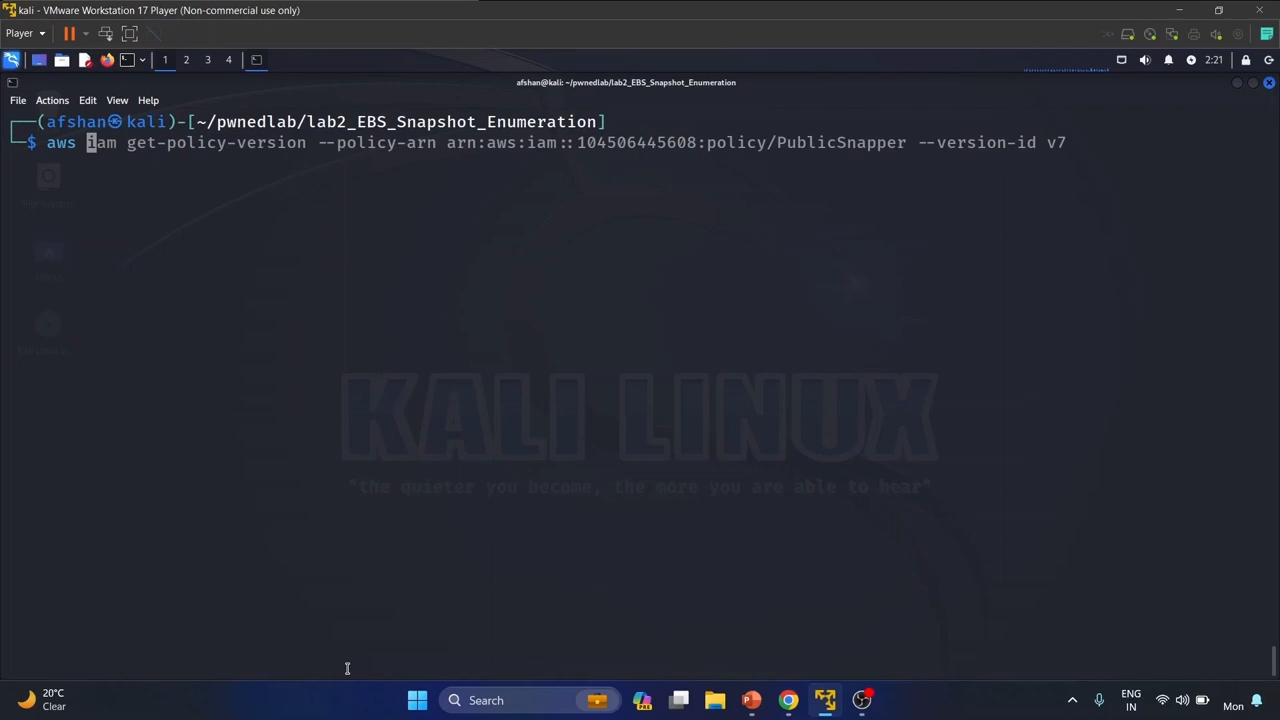 kali - VMware Workstation 17 Player (Non-commercial use only)
Player
1 2 3 4
2:21
afshan@kali: ~/pwnedlab/lab2_EBS_Snapshot_Enumeration
File Actions Edit View Help
┌──(afshan㉿kali)-[~/pwnedlab/lab2_EBS_Snapshot_Enumeration]
└─$ aws iam get-policy-version --policy-arn arn:aws:iam::104506445608:policy/PublicSnapper --version-id v7
KALI LINUX
"the quieter you become, the more you are able to hear"
20°C
Clear
Search
ENG
IN
Mon